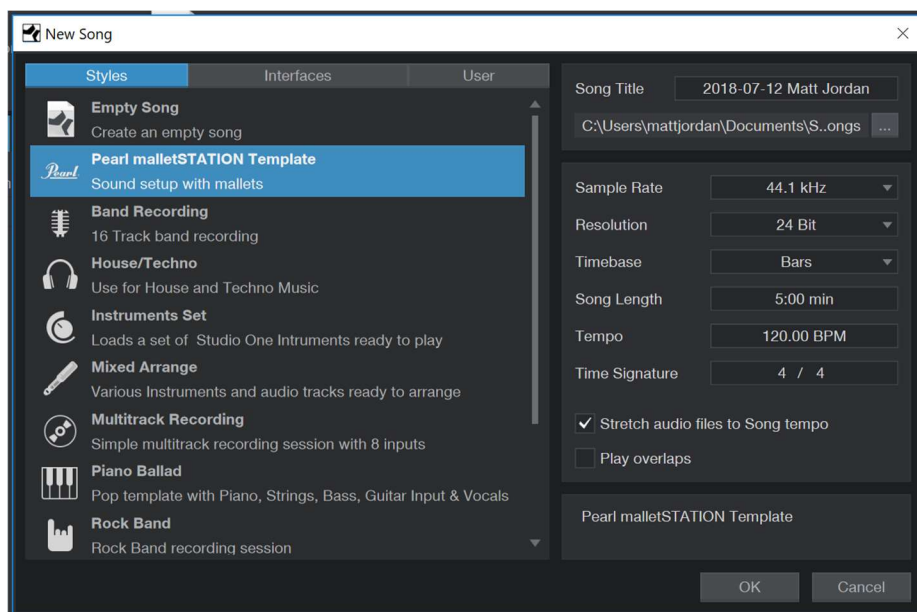 New Song
Styles Interfaces User
Empty Song
Create an empty song
Pearl malletSTATION Template
Sound setup with mallets
Pearl
Band Recording
16 Track band recording
House/Techno
Use for House and Techno Music
Instruments Set
Loads a set of Studio One Intruments ready to play
Mixed Arrange
Various Instruments and audio tracks ready to arrange
Multitrack Recording
Simple multitrack recording session with 8 inputs
Piano Ballad
Pop template with Piano, Strings, Bass, Guitar Input & Vocals
Rock Band
Rock Band recording session
Song Title 2018-07-12 Matt Jordan
C:\Users\mattjordan\Documents\S..ongs ...
Sample Rate 44.1 kHz
Resolution 24 Bit
Timebase Bars
Song Length 5:00 min
Tempo 120.00 BPM
Time Signature 4 / 4
Stretch audio files to Song tempo
Play overlaps
Pearl malletSTATION Template
OK Cancel